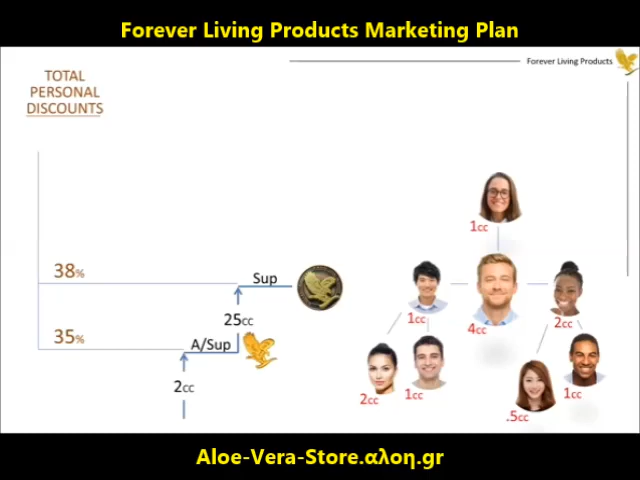 Forever Living Products Marketing Plan
Forever Living Products
TOTAL
PERSONAL
DISCOUNTS
1cc
38%
Sup
25cc
1cc
4cc
2cc
35%
A/Sup
2cc
2cc
1cc
.5cc
1cc
Aloe-Vera-Store.αλοη.gr